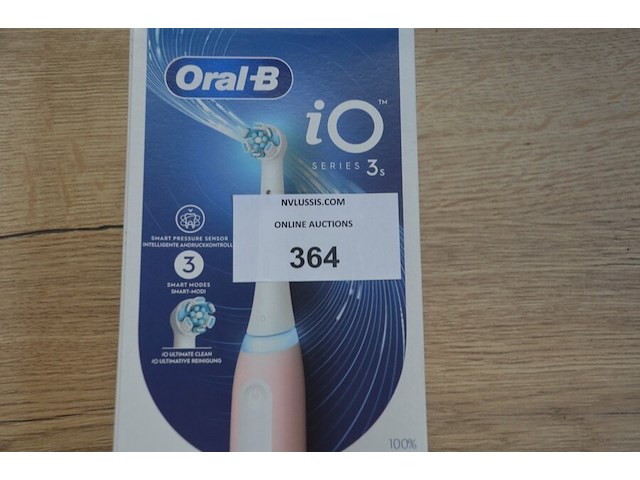 Oral-B
iO™
SERIES 3s
NVLUSSIS.COM
ONLINE AUCTIONS
364
SMART PRESSURE SENSOR
INTELLIGENTE ANDRUCKKONTROLL
3
SMART MODES
SMART-MODI
iO ULTIMATE CLEAN
iO ULTIMATIVE REINIGUNG
100%